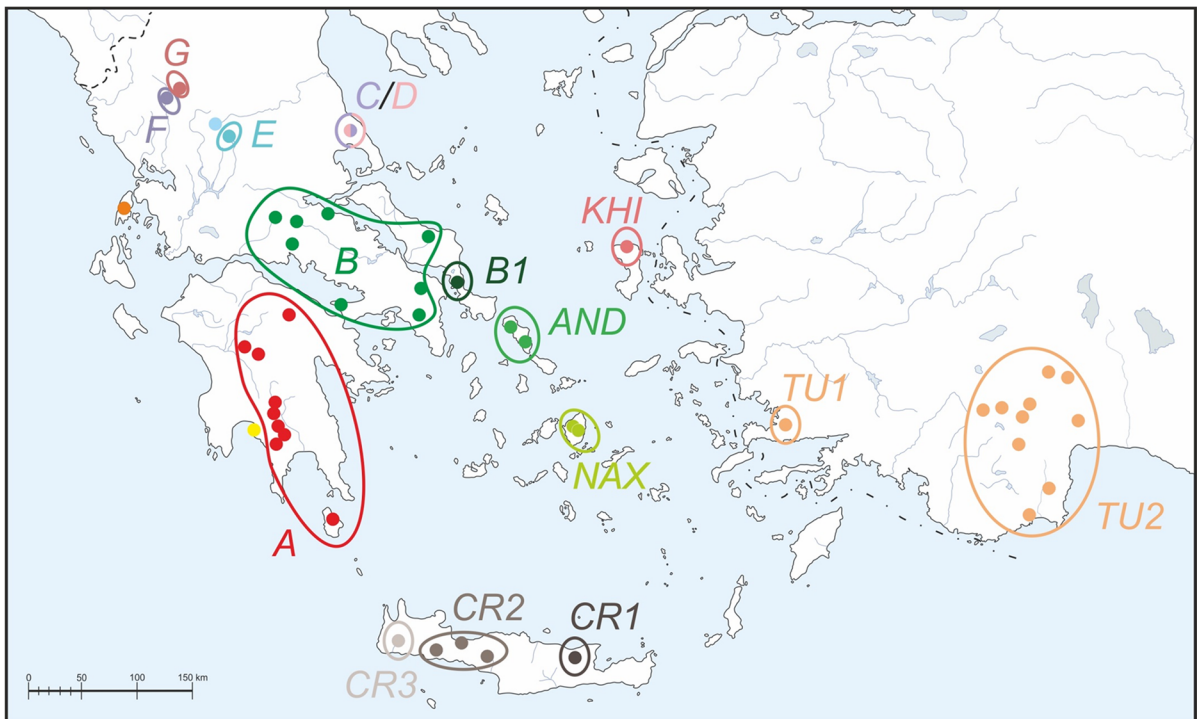 G
C/D
F
E
KHI
B
B1
AND
TU1
NAX
TU2
A
CR2
CR1
CR3
0 50 100 150 km